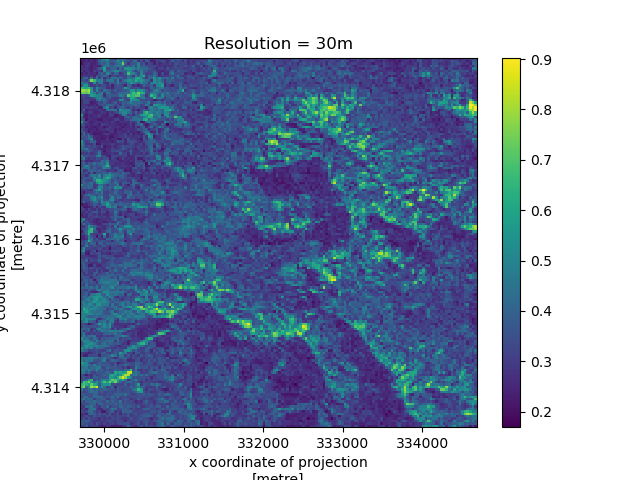 1e6
Resolution = 30m
4.318
4.317
4.316
4.315
4.314
y coordinate of projection
[metre]
330000 331000 332000 333000 334000
x coordinate of projection
[metre]
0.9
0.8
0.7
0.6
0.5
0.4
0.3
0.2